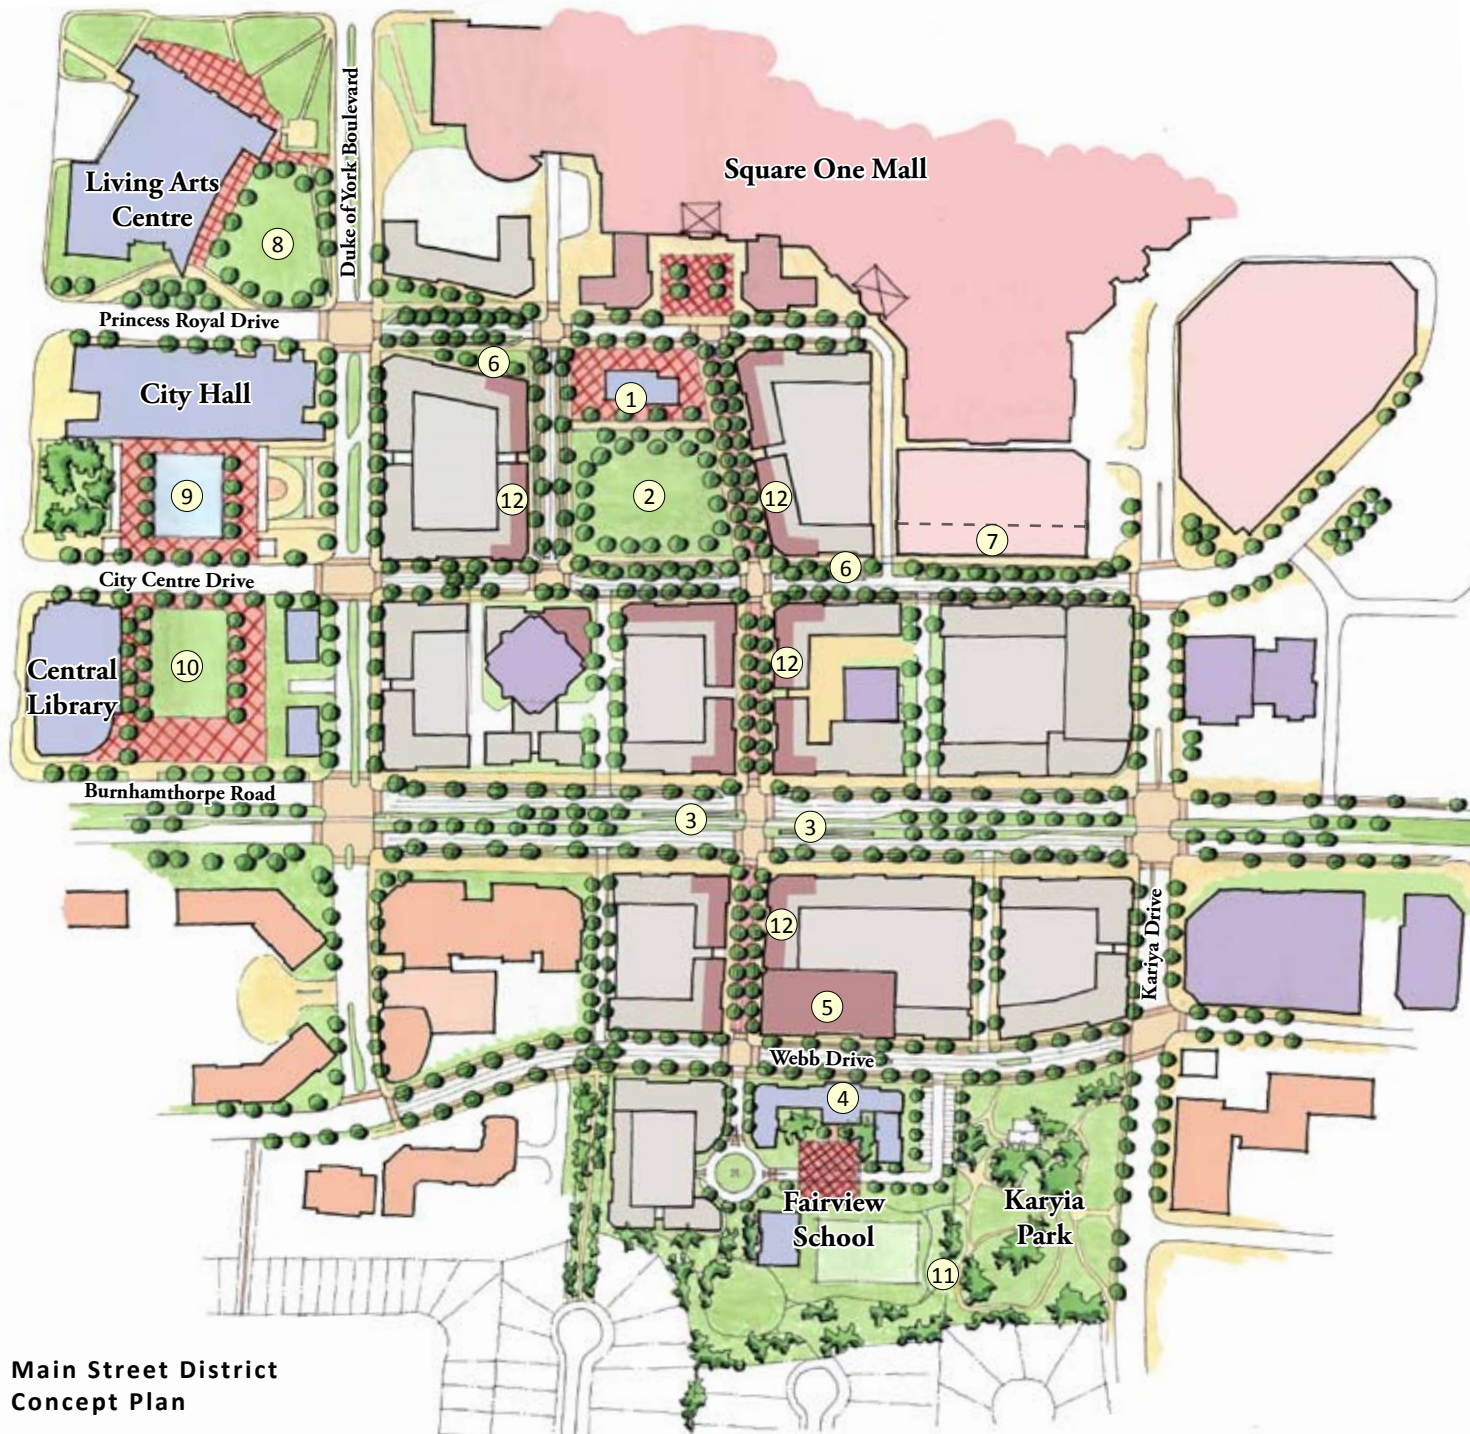 Square One Mall
Duke of York Boulevard
Living Arts
Centre
8
Princess Royal Drive
6
City Hall
1
9
12
2
12
7
6
City Centre Drive
Central
Library
10
12
Burnhamthorpe Road
3
3
12
Kariya Drive
5
Webb Drive
4
Fairview
School
Karyia
Park
11
Main Street District
Concept Plan